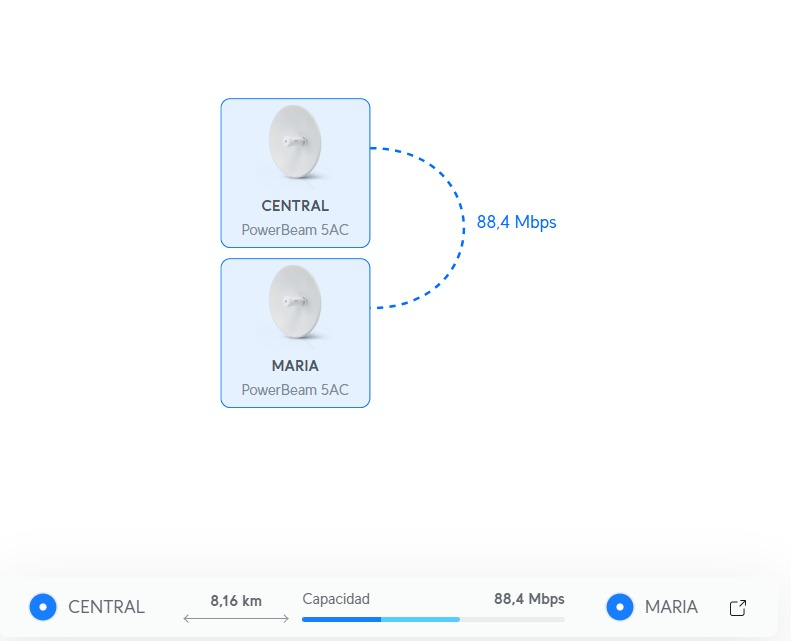 CENTRAL
PowerBeam 5AC
88,4 Mbps
MARIA
PowerBeam 5AC
CENTRAL
8,16 km
Capacidad
88,4 Mbps
MARIA